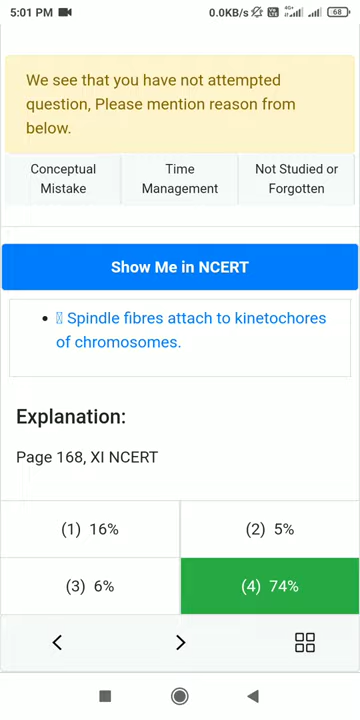 5:01 PM
0.0KB/s
4G+
68
We see that you have not attempted
question, Please mention reason from
below.
Conceptual
Mistake
Time
Management
Not Studied or
Forgotten
Show Me in NCERT
Spindle fibres attach to kinetochores
of chromosomes.
Explanation:
Page 168, XI NCERT
(1) 16%
(2) 5%
(3) 6%
(4) 74%